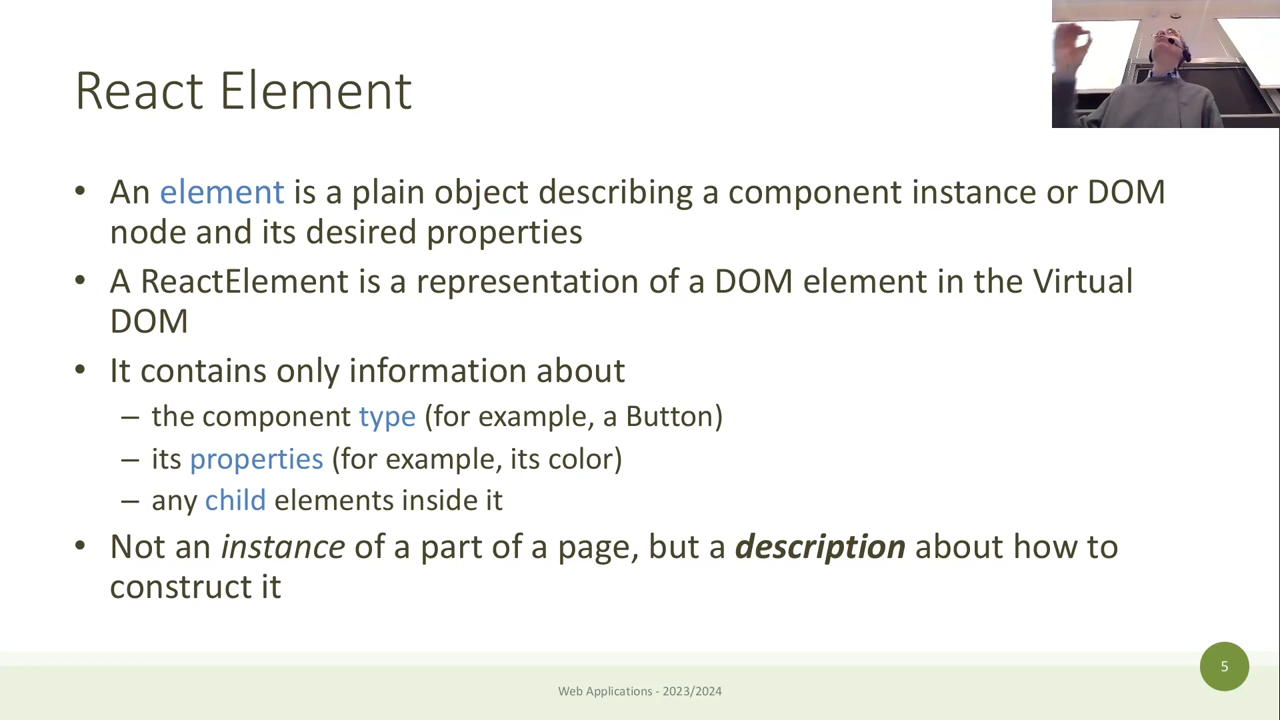 React Element
• An element is a plain object describing a component instance or DOM
node and its desired properties
• A ReactElement is a representation of a DOM element in the Virtual
DOM
• It contains only information about
– the component type (for example, a Button)
– its properties (for example, its color)
– any child elements inside it
• Not an instance of a part of a page, but a description about how to
construct it
5
Web Applications - 2023/2024